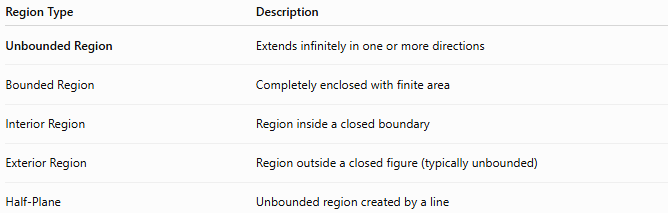 Region Type Description
Unbounded Region Extends infinitely in one or more directions
Bounded Region Completely enclosed with finite area
Interior Region Region inside a closed boundary
Exterior Region Region outside a closed figure (typically unbounded)
Half-Plane Unbounded region created by a line